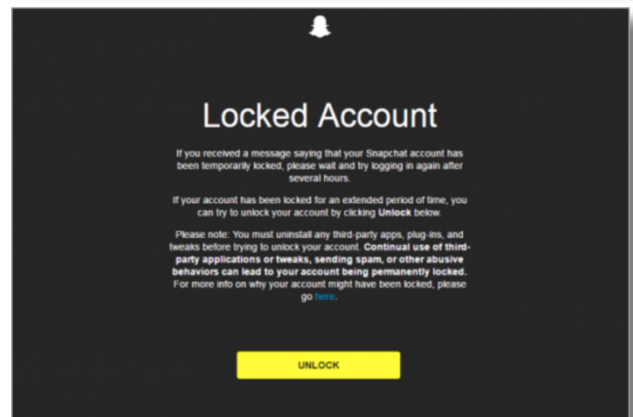 Locked Account
If you received a message saying that your Snapchat account has
been temporarily locked, please wait and try logging in again after
several hours.
If your account has been locked for an extended period of time, you
can try to unlock your account by clicking Unlock below.
Please note: You must uninstall any third-party apps, plug-ins, and
tweaks before trying to unlock your account. Continual use of third-
party applications or tweaks, sending spam, or other abusive
behaviors can lead to your account being permanently locked.
For more info on why your account might have been locked, please
go here.
UNLOCK